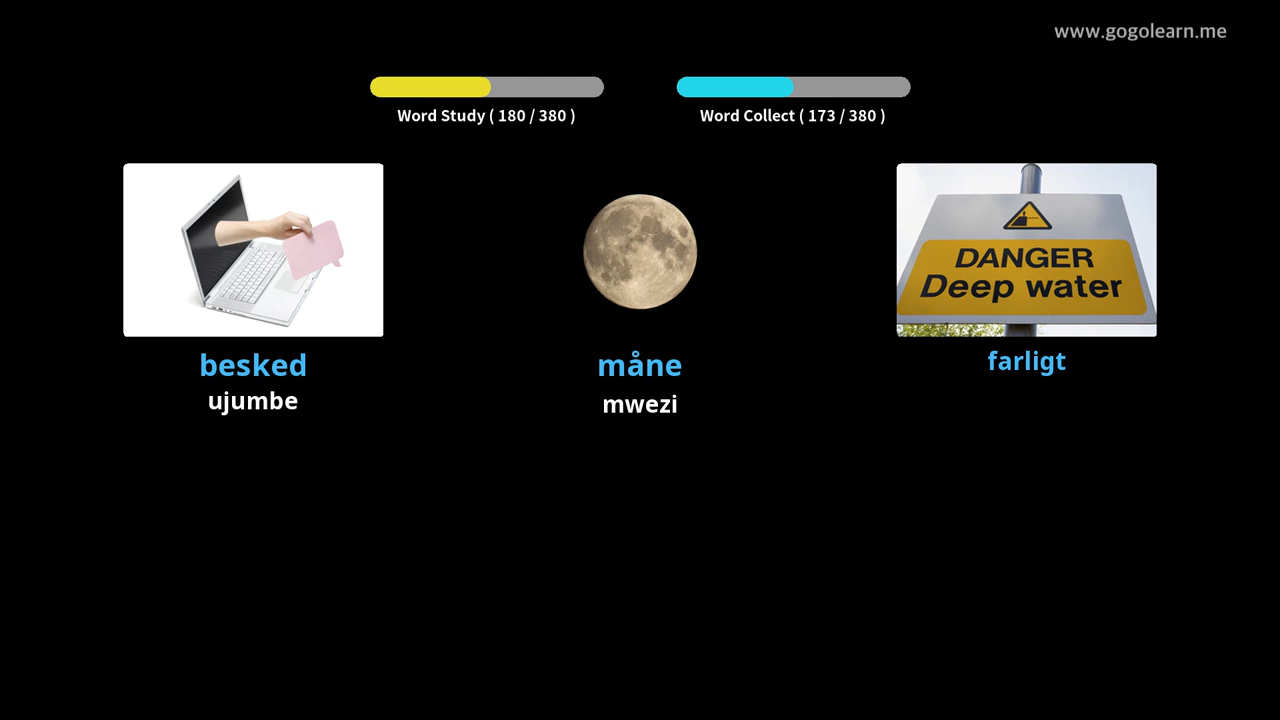 www.gogolearn.me
Word Study ( 180 / 380 )
Word Collect ( 173 / 380 )
DANGER
Deep water
besked
ujumbe
måne
mwezi
farligt